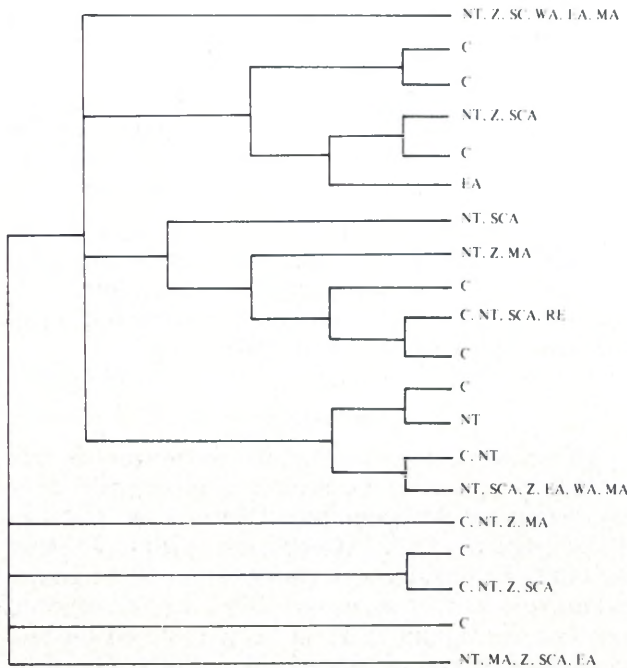 NT. Z. SC. WA. EA. MA
C
C
NT. Z. SCA
C
EA
NT. SCA
NT. Z. MA
C
C. NT. SCA. RE
C
C
NT
C. NT
NT. SCA. Z. EA. WA. MA
C. NT. Z. MA
C
C. NT. Z. SCA
C
NT. MA. Z. SCA. EA